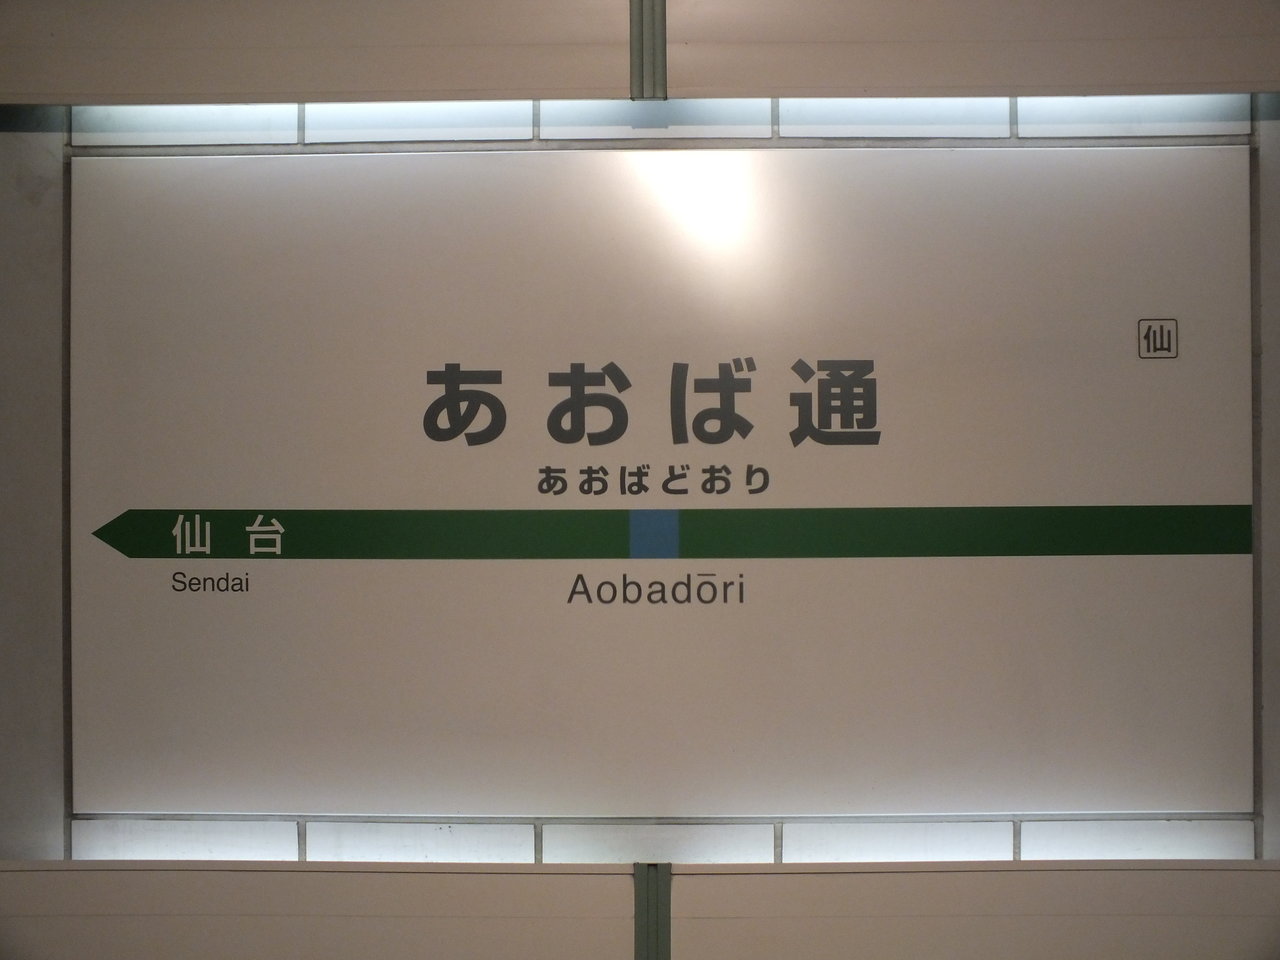 仙
あおば通
あおばどおり
仙台
Sendai
Aobadōri